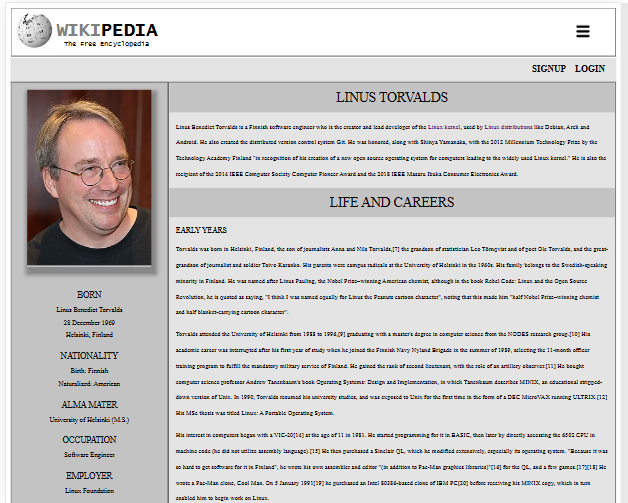 WIKIPEDIA
The Free Encyclopedia
SIGNUP LOGIN
BORN
Linus Benedict Torvalds
28 December 1969
Helsinki, Finland
NATIONALITY
Birth: Finnish
Naturalized: American
ALMA MATER
University of Helsinki (M.S.)
OCCUPATION
Software Engineer
EMPLOYER
Linux Foundation
LINUS TORVALDS
Linus Benedict Torvalds is a Finnish software engineer who is the creator and lead developer of the Linux kernel, used by Linux distributions like Debian, Arch and
Android. He also created the distributed version control system Git. He was honored, along with Shinya Yamanaka, with the 2012 Millennium Technology Prize by the
Technology Academy Finland "in recognition of his creation of a new open source operating system for computers leading to the widely used Linux kernel." He is also the
recipient of the 2014 IEEE Computer Society Computer Pioneer Award and the 2018 IEEE Masaru Ibuka Consumer Electronics Award.
LIFE AND CAREERS
EARLY YEARS
Torvalds was born in Helsinki, Finland, the son of journalists Anna and Nils Torvalds,[7] the grandson of statistician Leo Törnqvist and of poet Ole Torvalds, and the great-
grandson of journalist and soldier Toivo Karanko. His parents were campus radicals at the University of Helsinki in the 1960s. His family belongs to the Swedish-speaking
minority in Finland. He was named after Linus Pauling, the Nobel Prize-winning American chemist, although in the book Rebel Code: Linux and the Open Source
Revolution, he is quoted as saying, "I think I was named equally for Linus the Peanuts cartoon character", noting that this made him "half Nobel Prize-winning chemist
and half blanket-carrying cartoon character".
Torvalds attended the University of Helsinki from 1988 to 1996,[9] graduating with a master's degree in computer science from the NODES research group.[10] His
academic career was interrupted after his first year of study when he joined the Finnish Navy Nyland Brigade in the summer of 1989, selecting the 11-month officer
training program to fulfill the mandatory military service of Finland. He gained the rank of second lieutenant, with the role of an artillery observer.[11] He bought
computer science professor Andrew Tanenbaum's book Operating Systems: Design and Implementation, in which Tanenbaum describes MINIX, an educational stripped-
down version of Unix. In 1990, Torvalds resumed his university studies, and was exposed to Unix for the first time in the form of a DEC MicroVAX running ULTRIX.[12]
His MSc thesis was titled Linux: A Portable Operating System.
His interest in computers began with a VIC-20[14] at the age of 11 in 1981. He started programming for it in BASIC, then later by directly accessing the 6502 CPU in
machine code (he did not utilize assembly language).[15] He then purchased a Sinclair QL, which he modified extensively, especially its operating system. "Because it was
so hard to get software for it in Finland", he wrote his own assembler and editor "(in addition to Pac-Man graphics libraries)"[16] for the QL, and a few games.[17][18] He
wrote a Pac-Man clone, Cool Man. On 5 January 1991[19] he purchased an Intel 80386-based clone of IBM PC[20] before receiving his MINIX copy, which in turn
enabled him to begin work on Linux.